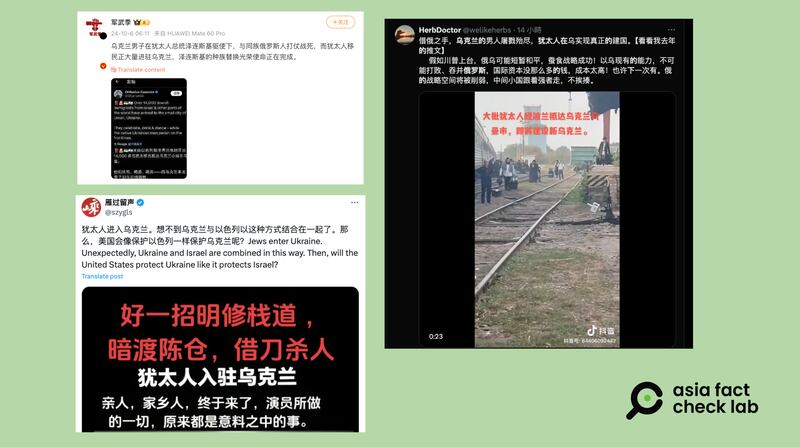 军武季
24-10-6 06:11 来自 HUAWEI Mate 60 Pro
+关注
乌克兰男子在犹太人总统泽连斯基驱使下，与同族俄罗斯人打仗战死，而犹太人移
民正大量进驻乌克兰，泽连斯基的种族替换光荣使命正在完成。
Translate content
雁过留声
@szygls
犹太人进入乌克兰。想不到乌克兰与以色列以这种方式结合在一起了。那
么，美国会像保护以色列一样保护乌克兰呢？Jews enter Ukraine.
Unexpectedly, Ukraine and Israel are combined in this way. Then, will the
United States protect Ukraine like it protects Israel?
Translate post
好一招明修栈道，
暗渡陈仓，借刀杀人
犹太人入驻乌克兰
亲人，家乡人，终于来了，演员所做
的一切，原来都是意料之中的事。
HerbDoctor @welikeherbs · 14 小時
借俄之手，乌克兰的男人屠戮殆尽，犹太人在乌实现真正的建国。【看看我去年
的推文】
假如川普上台，俄乌可能短暂和平，蚕食战略成功！以乌现有的能力，不可
能打败、吞并俄罗斯，国际资本没那么多的钱，成本太高！也许下一次有。俄
的战略空间将被削弱，中间小国跟着强者走，不挨揍。
大批犹太人
抵达乌克兰
0:23
抖音
asia fact
check lab